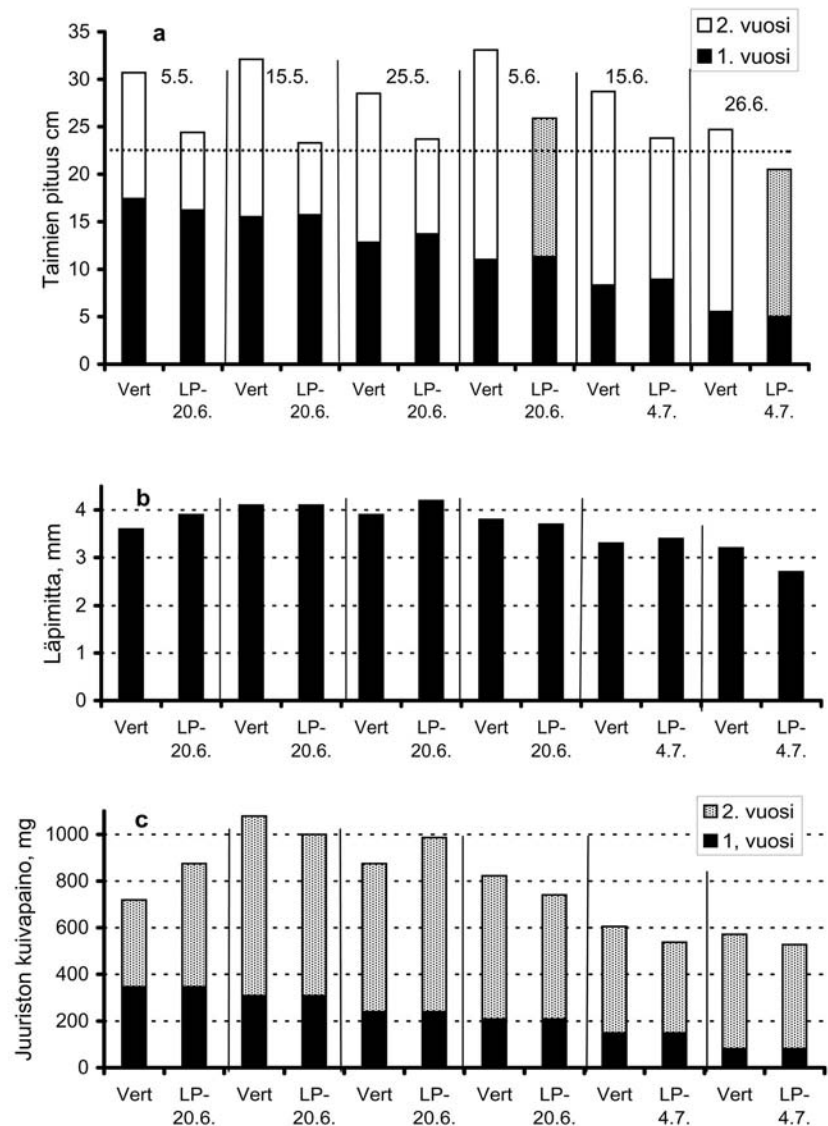 a
2. vuosi
1. vuosi
5.5. 15.5. 25.5. 5.6. 15.6. 26.6.
Taimien pituus cm
35
30
25
20
15
10
5
0
Vert LP- Vert LP- Vert LP- Vert LP- Vert LP- Vert LP-
20.6. 20.6. 20.6. 20.6. 4.7. 4.7.
b
Läpimitta, mm
4
3
2
1
0
Vert LP- Vert LP- Vert LP- Vert LP- Vert LP- Vert LP-
20.6. 20.6. 20.6. 20.6. 4.7. 4.7.
c
2. vuosi
1, vuosi
Juuriston kuivapaino, mg
1000
800
600
400
200
0
Vert LP- Vert LP- Vert LP- Vert LP- Vert LP- Vert LP-
20.6. 20.6. 20.6. 20.6. 4.7. 4.7.